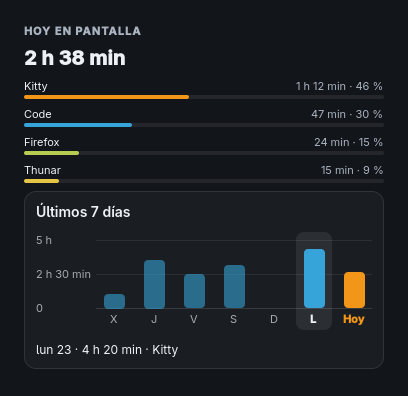 HOY EN PANTALLA
2 h 38 min
Kitty 1 h 12 min · 46 %
Code 47 min · 30 %
Firefox 24 min · 15 %
Thunar 15 min · 9 %
Últimos 7 días
5 h
2 h 30 min
0
X J V S D L Hoy
lun 23 · 4 h 20 min · Kitty